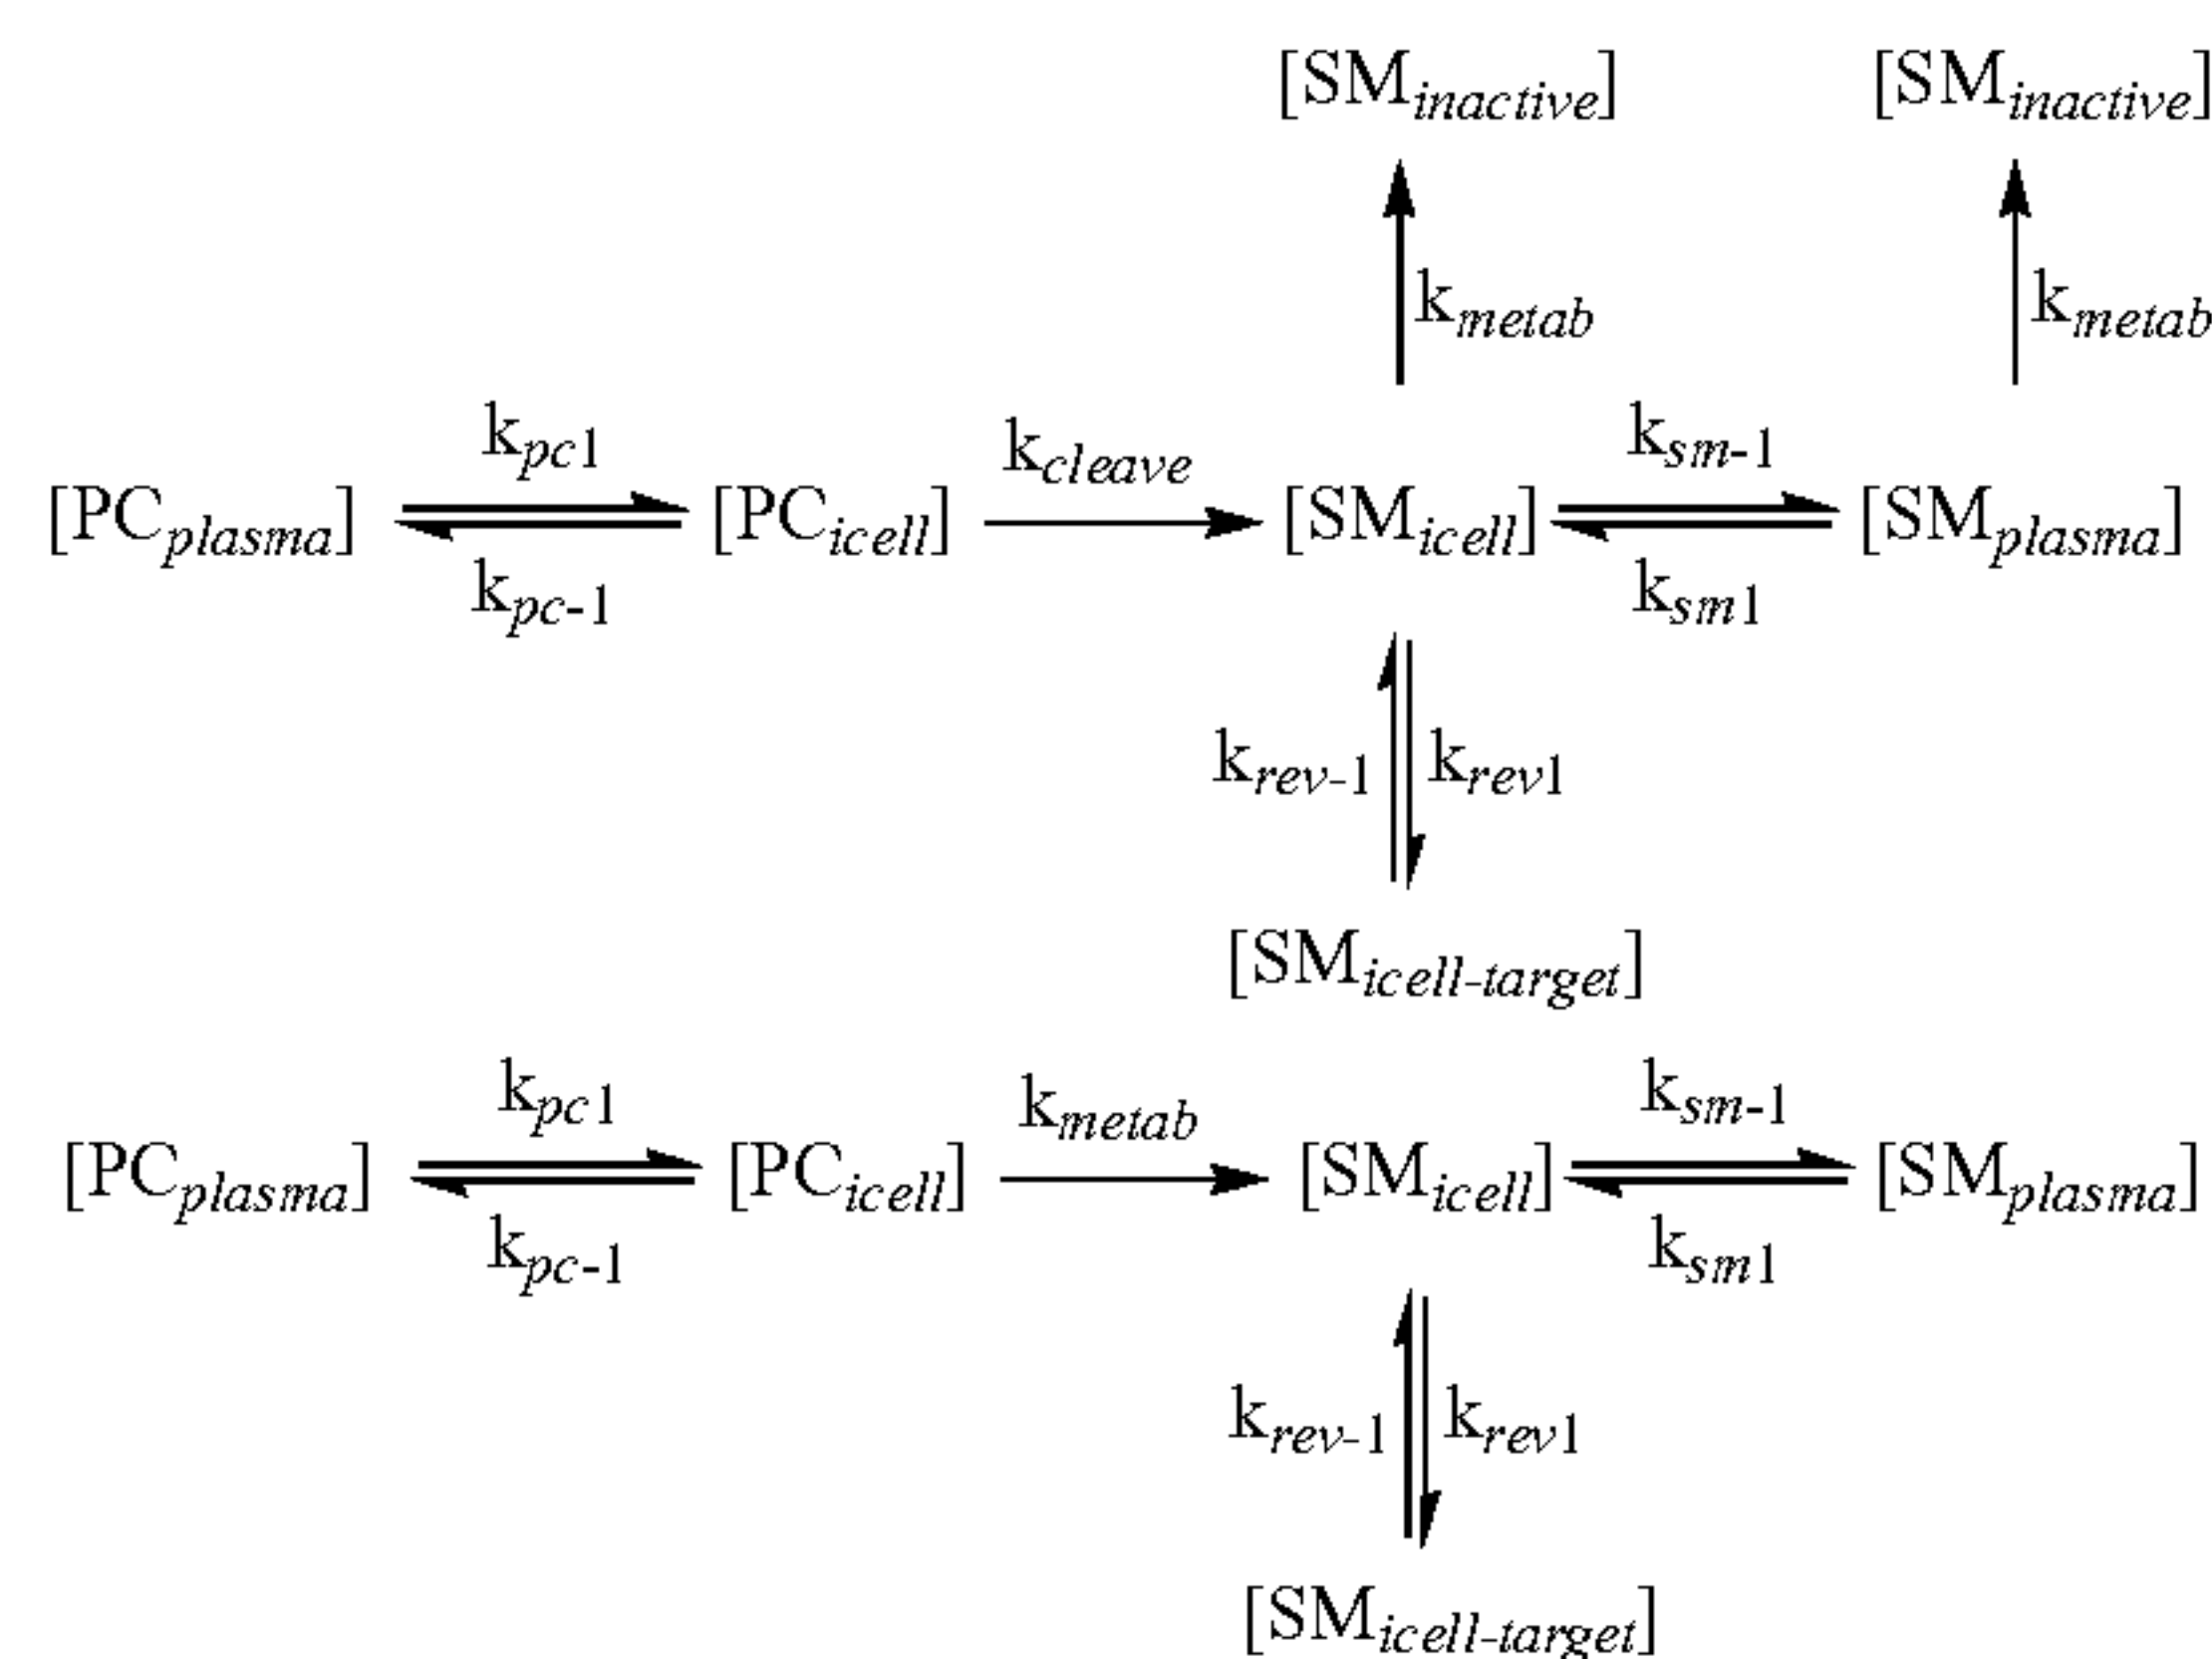 [SMinactive] [SMinactive]
kmetab kmetab
kpc1 kcleave ksm-1
[PCplasma] [PCicell] [SMicell] [SMplasma]
kpc-1 ksm1
krev-1 krev1
[SMicell-target]
kpc1 kmetab ksm-1
[PCplasma] [PCicell] [SMicell] [SMplasma]
kpc-1 ksm1
krev-1 krev1
[SMicell-target]